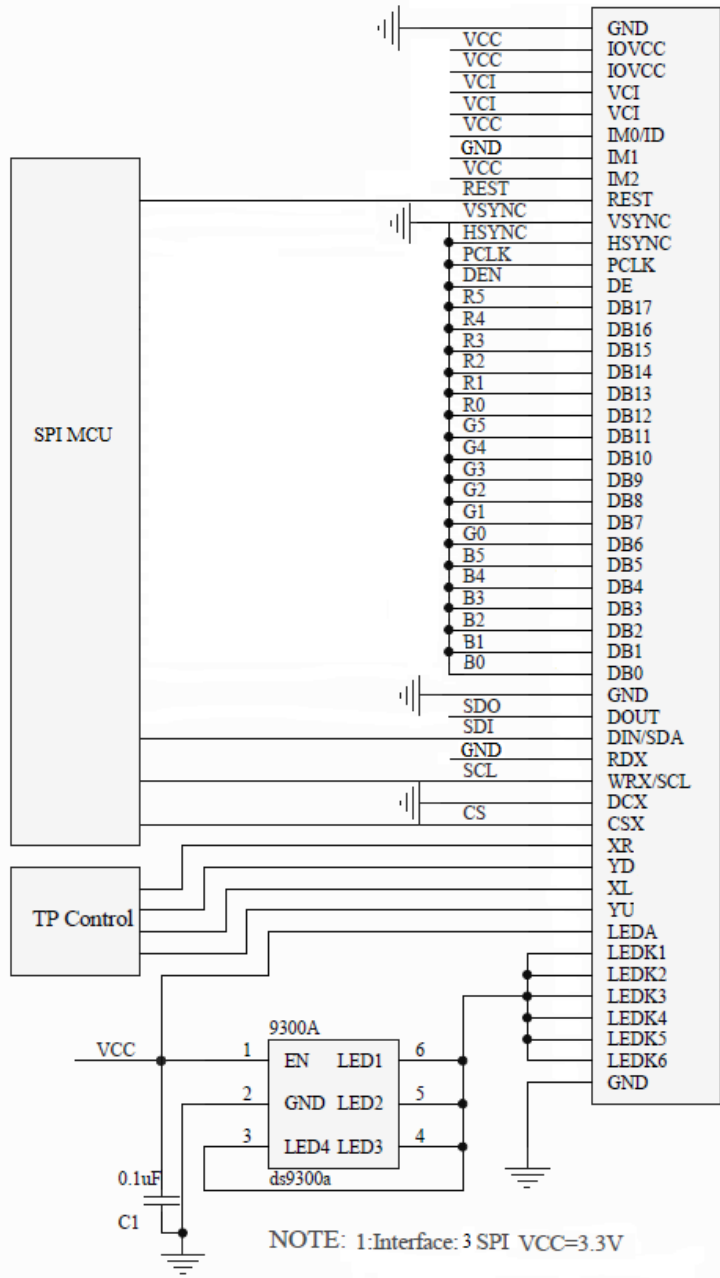 GND
VCC IOVCC
VCC IOVCC
VCI VCI
VCI VCI
VCC IM0/ID
GND IM1
VCC IM2
REST REST
VSYNC VSYNC
HSYNC HSYNC
PCLK PCLK
DEN DE
R5 DB17
R4 DB16
R3 DB15
R2 DB14
R1 DB13
R0 DB12
SPI MCU
G5 DB11
G4 DB10
G3 DB9
G2 DB8
G1 DB7
G0 DB6
B5 DB5
B4 DB4
B3 DB3
B2 DB2
B1 DB1
B0 DB0
GND
SDO DOUT
SDI DIN/SDA
GND RDX
SCL WRX/SCL
DCX
CS CSX
XR
YD
XL
TP Control
YU
LEDA
LEDK1
LEDK2
LEDK3
LEDK4
LEDK5
LEDK6
GND
9300A
VCC 1 EN LED1 6
2 GND LED2 5
3 LED4 LED3 4
ds9300a
0.1uF
C1
NOTE: 1:Interface: 3 SPI VCC=3.3V